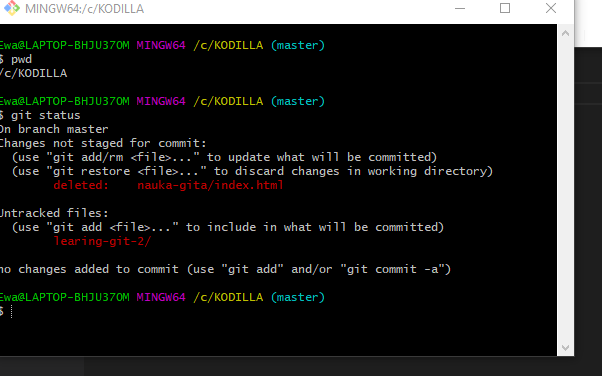 MINGW64:/c/KODILLA
Ewa@LAPTOP-BHJU37OM MINGW64 /c/KODILLA (master)
$ pwd
/c/KODILLA
Ewa@LAPTOP-BHJU37OM MINGW64 /c/KODILLA (master)
$ git status
On branch master
Changes not staged for commit:
  (use "git add/rm <file>..." to update what will be committed)
  (use "git restore <file>..." to discard changes in working directory)
        deleted:    nauka-gita/index.html
Untracked files:
  (use "git add <file>..." to include in what will be committed)
        learing-git-2/
no changes added to commit (use "git add" and/or "git commit -a")
Ewa@LAPTOP-BHJU37OM MINGW64 /c/KODILLA (master)
$